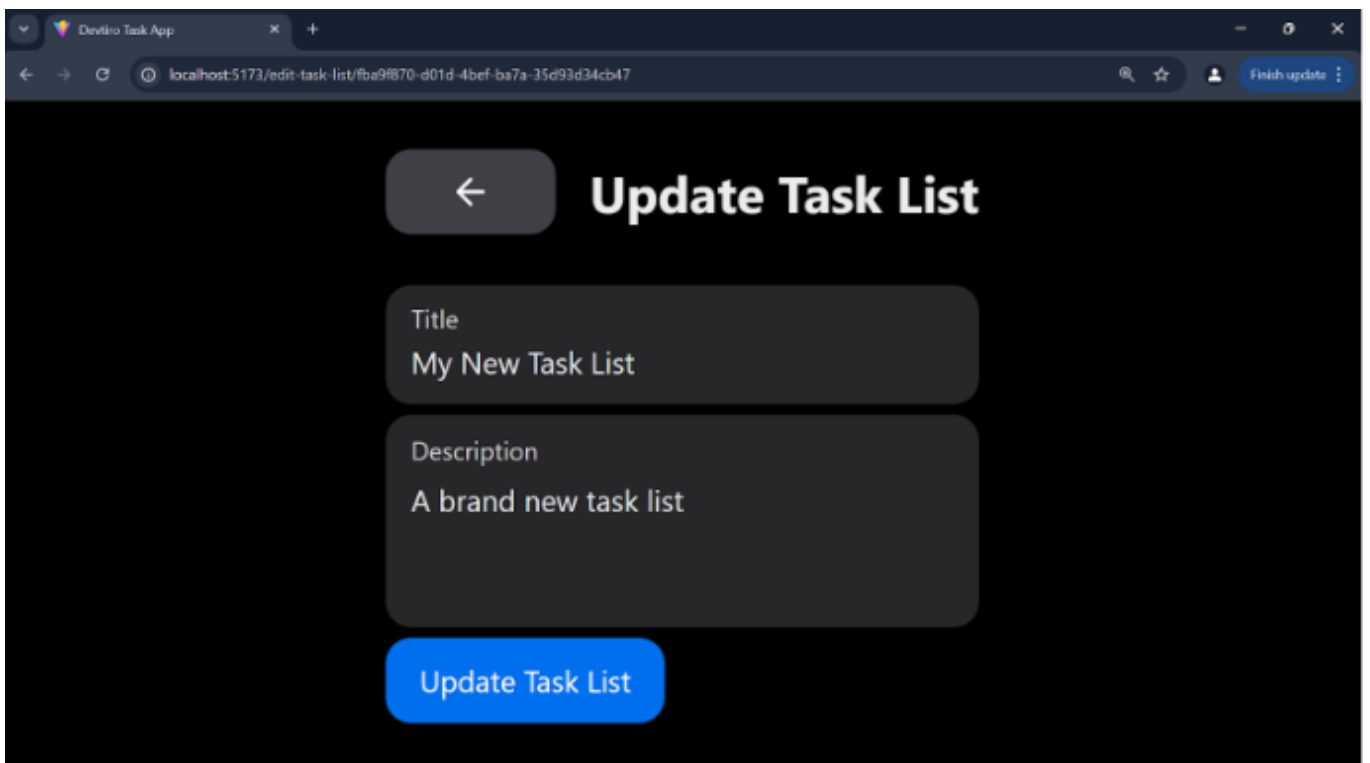 Devtiro Task App
localhost:5173/edit-task-list/fba9f870-d01d-4bef-ba7a-35d93d34cb47
Finish update
Update Task List
Title
My New Task List
Description
A brand new task list
Update Task List